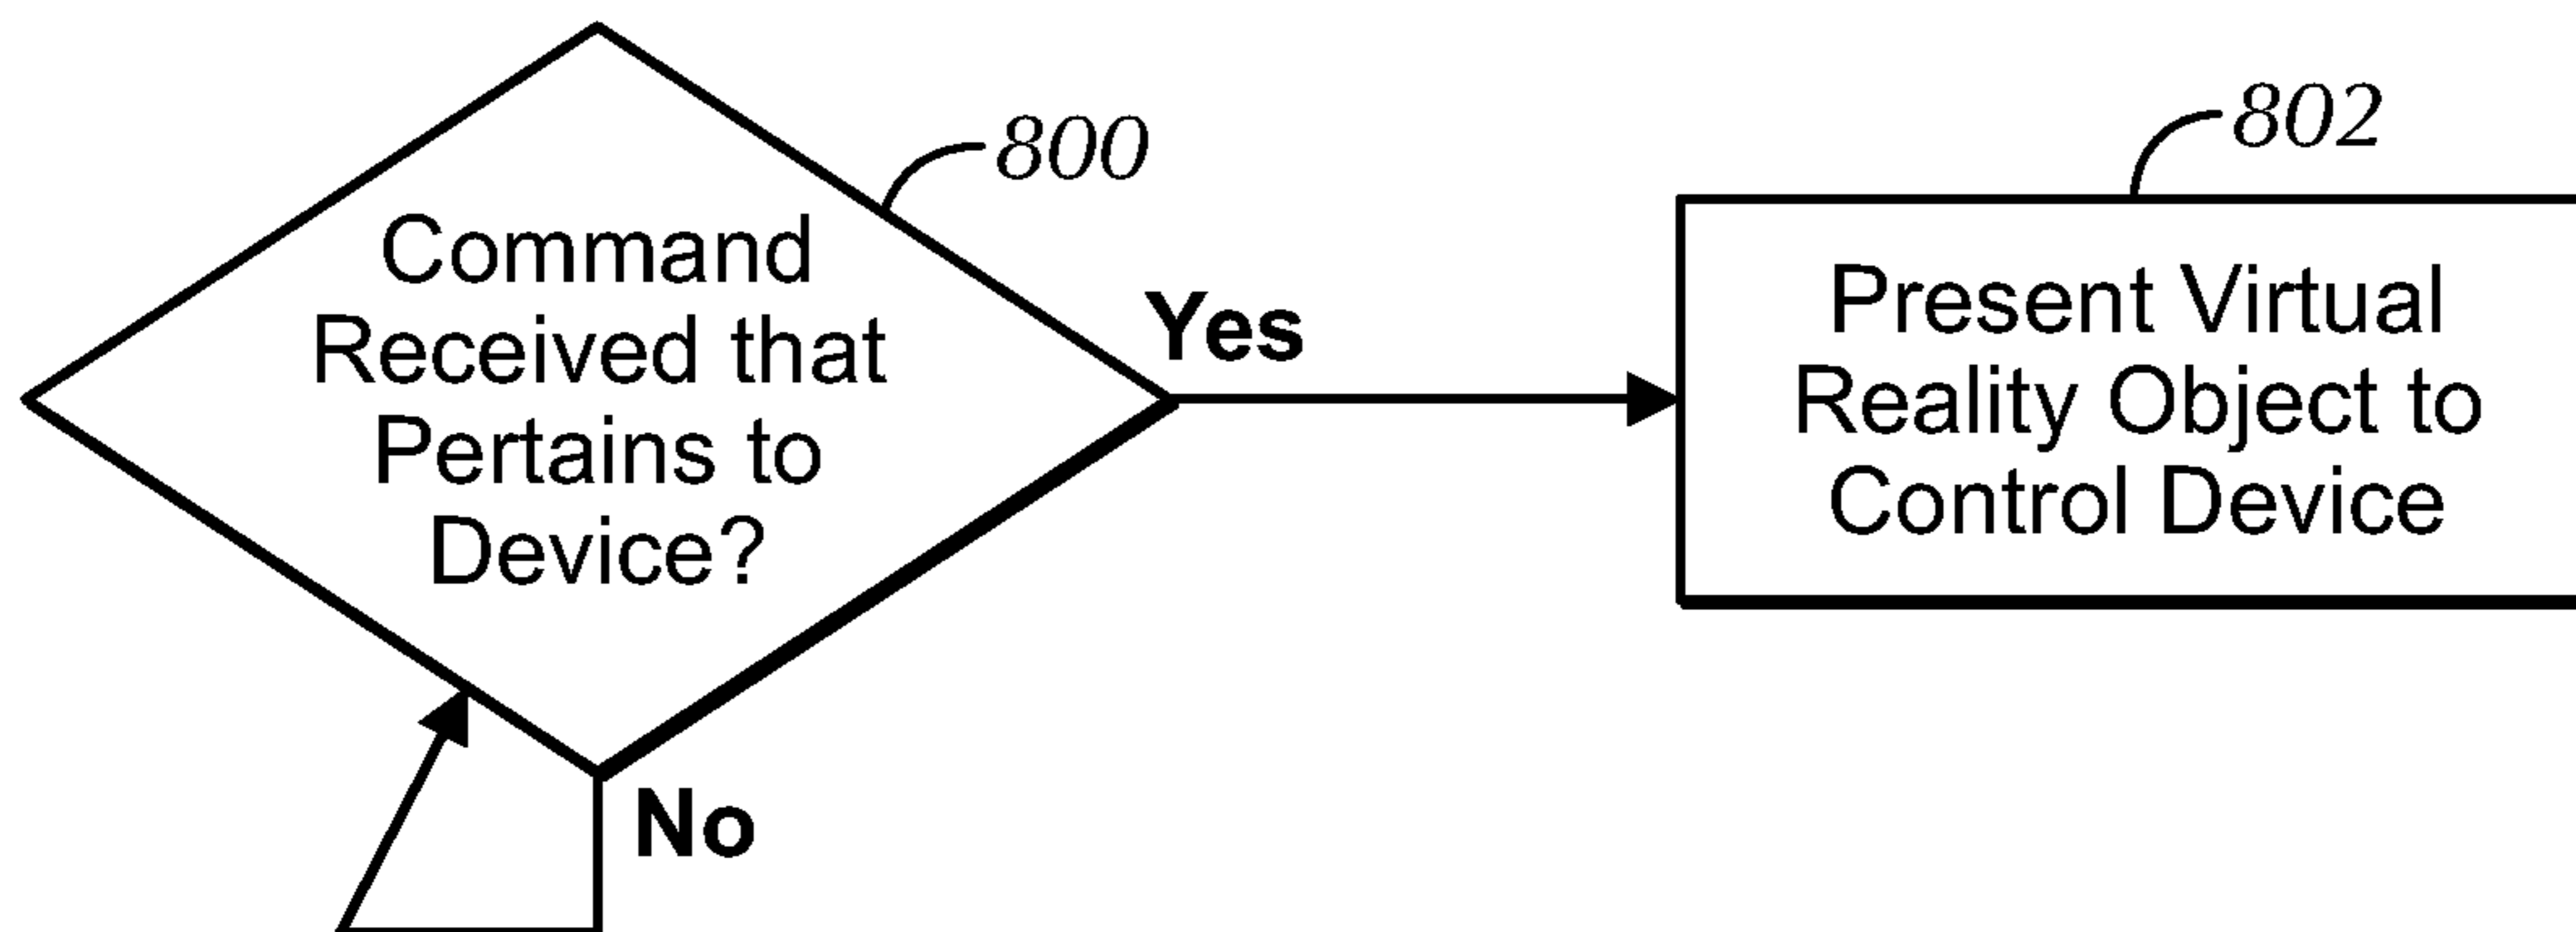 800
Command
Received that
Pertains to
Device?
Yes
No
802
Present Virtual
Reality Object to
Control Device